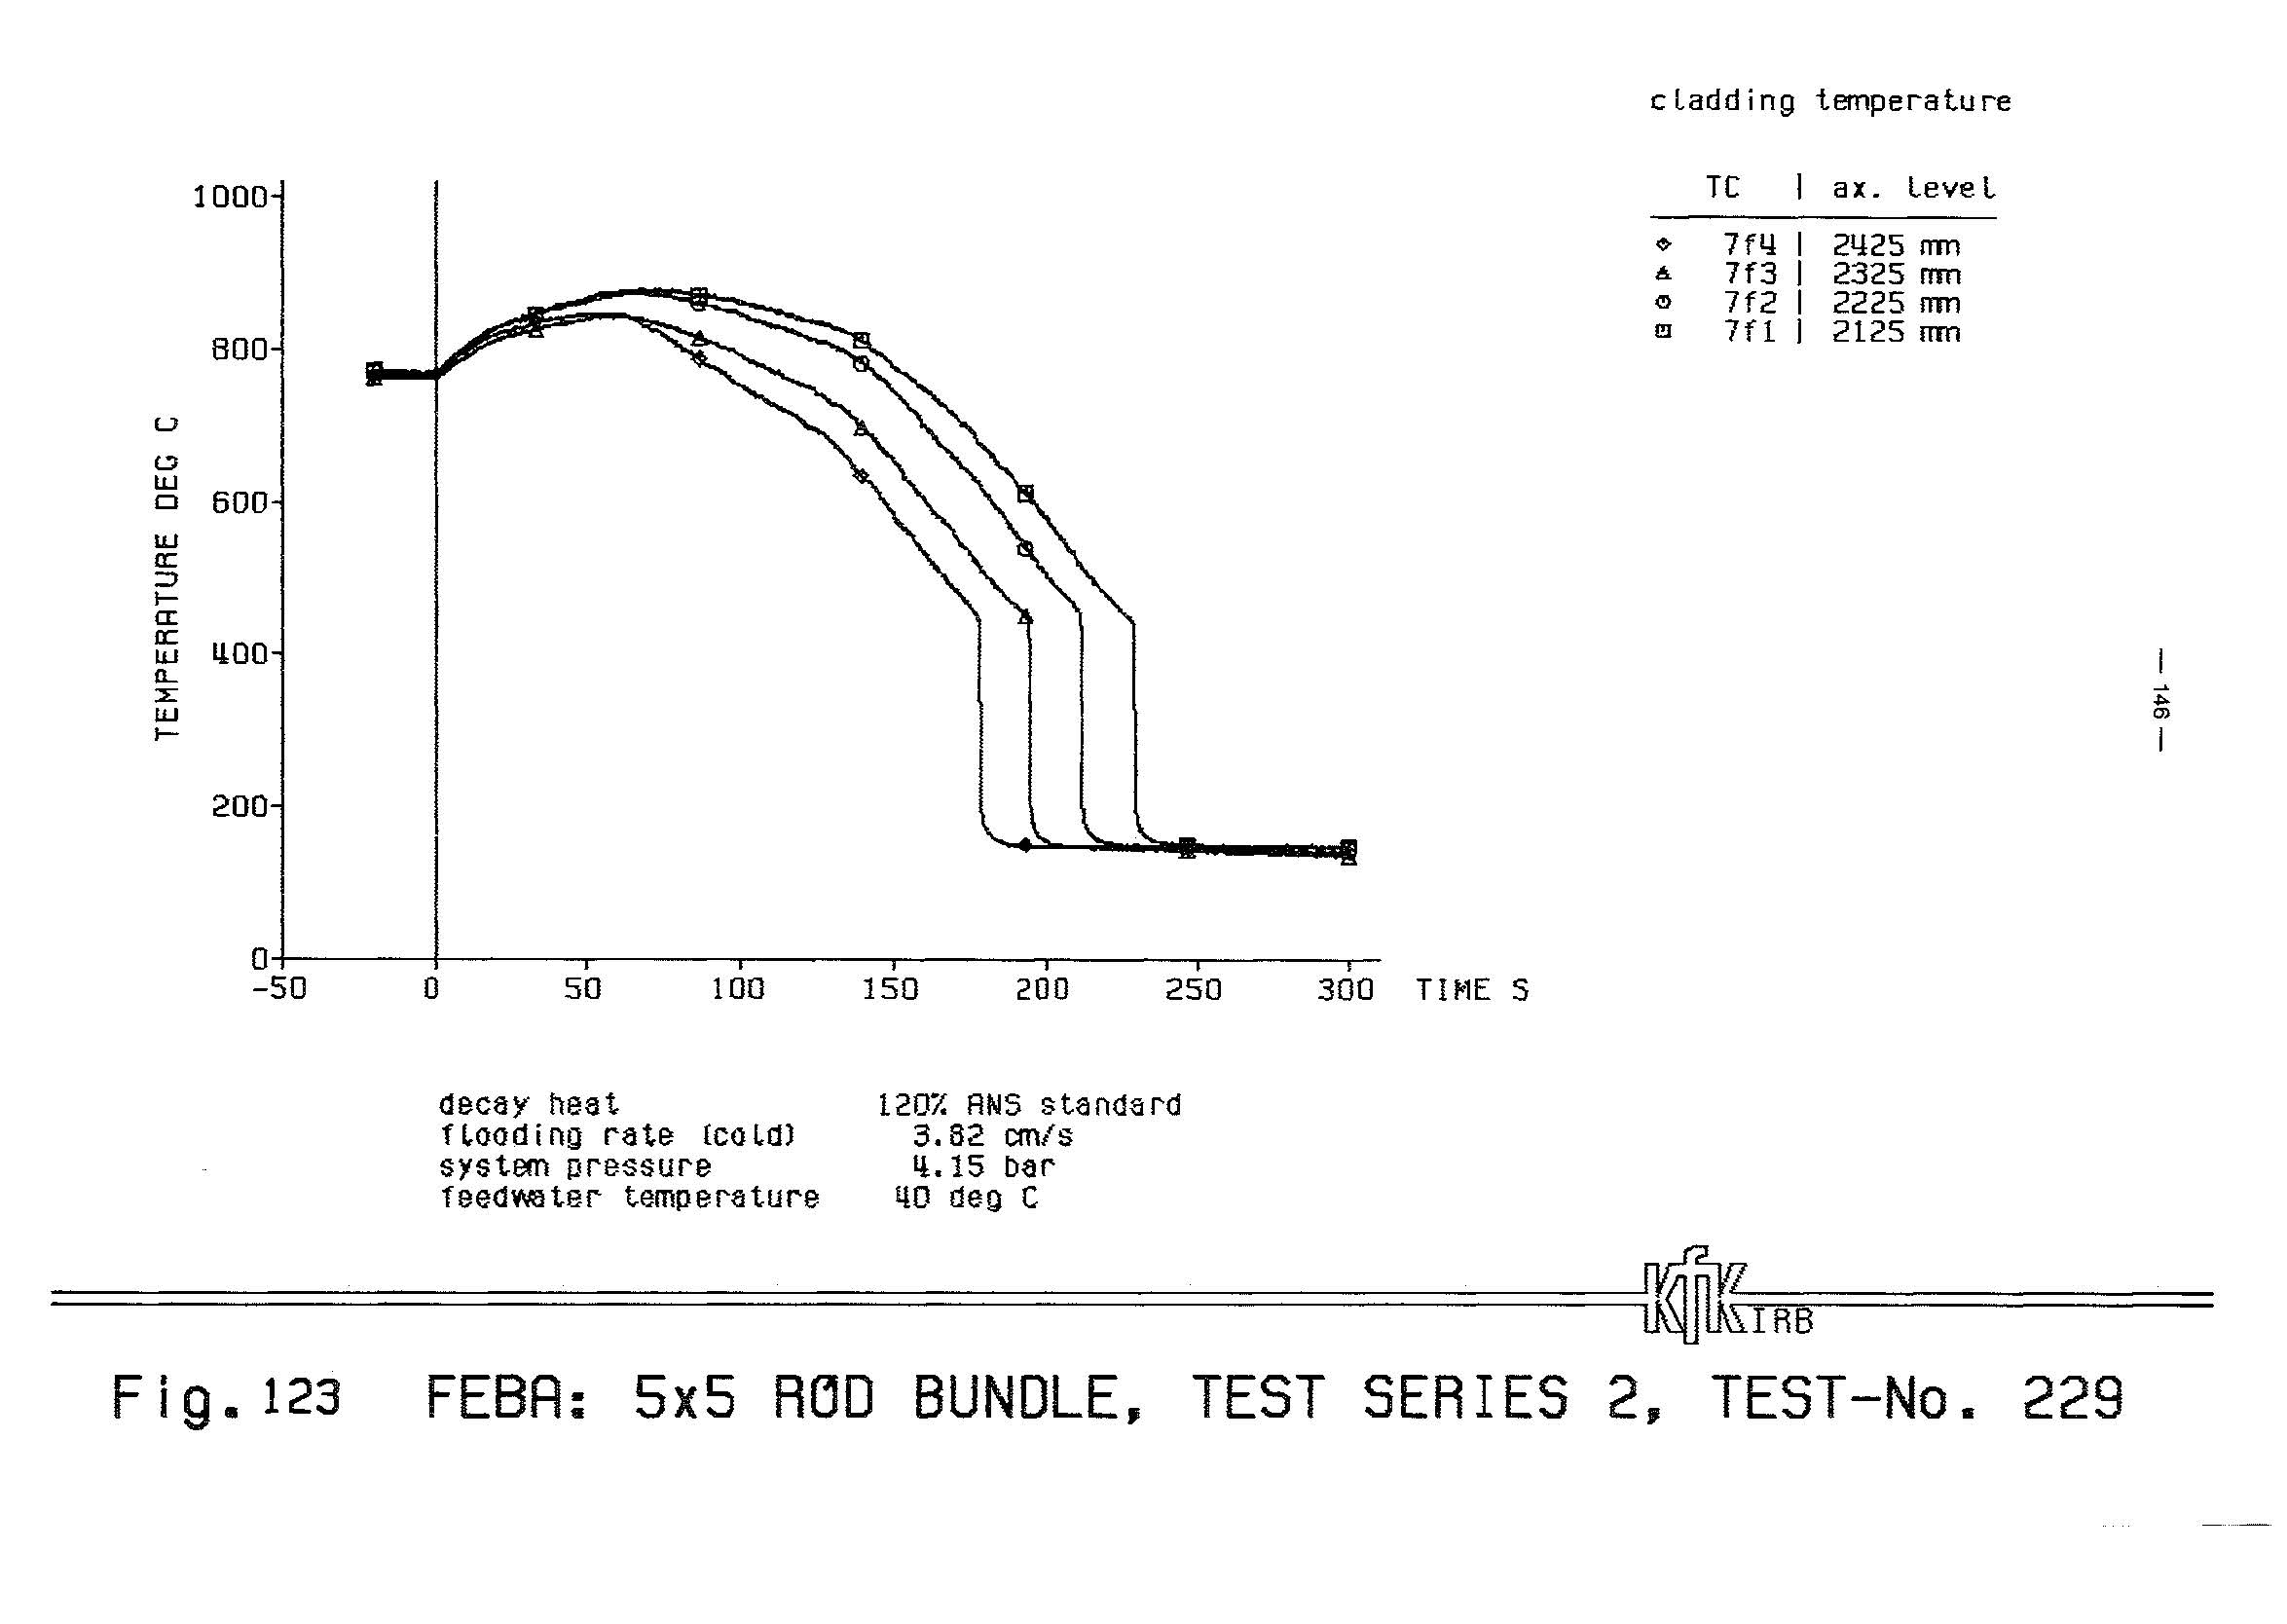 cladding temperature
TC | ax. level
7f4 | 2425 mm
7f3 | 2325 mm
7f2 | 2225 mm
7f1 | 2125 mm
1000
800
600
400
200
0
TEMPERATURE DEG C
-50 0 50 100 150 200 250 300 TIME S
— 146 —
decay heat 120% ANS standard
flooding rate (cold) 3.82 cm/s
system pressure 4.15 bar
feedwater temperature 40 deg C
KfK IRB
Fig. 123 FEBA: 5x5 ROD BUNDLE, TEST SERIES 2, TEST-No. 229